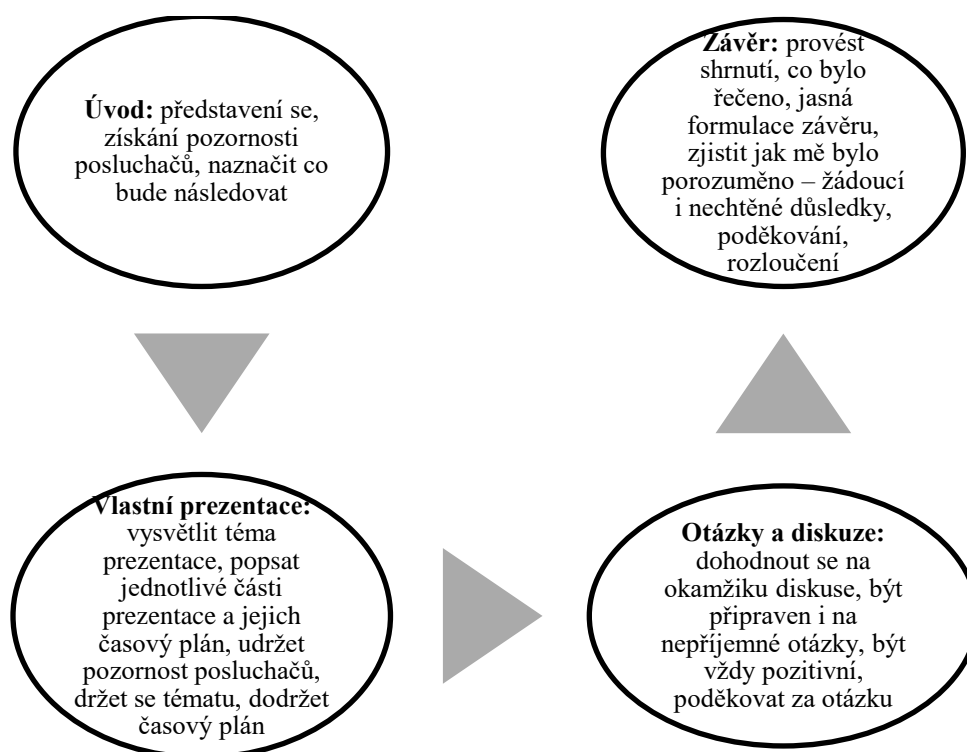 Úvod: představení se,
získání pozornosti
posluchačů, naznačit co
bude následovat
Vlastní prezentace:
vysvětlit téma
prezentace, popsat
jednotlivé části
prezentace a jejich
časový plán, udržet
pozornost posluchačů,
držet se tématu, dodržet
časový plán
Otázky a diskuze:
dohodnout se na
okamžiku diskuse, být
připraven i na
nepříjemné otázky, být
vždy pozitivní,
poděkovat za otázku
Závěr: provést
shrnutí, co bylo
řečeno, jasná
formulace závěru,
zjistit jak mě bylo
porozuměno – žádoucí
i nechtěné důsledky,
poděkování,
rozloučení